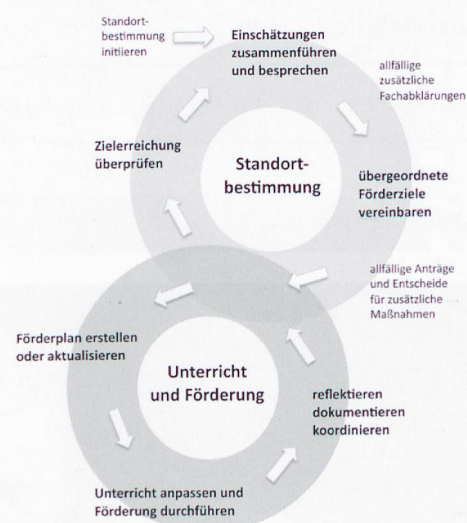 Standort-
bestimmung
initiieren
Einschätzungen
zusammenführen
und besprechen
allfällige
zusätzliche
Fachabklärungen
Zielerreichung
überprüfen
Standort-
bestimmung
übergeordnete
Förderziele
vereinbaren
allfällige Anträge
und Entscheide
für zusätzliche
Maßnahmen
Förderplan erstellen
oder aktualisieren
Unterricht
und Förderung
reflektieren
dokumentieren
koordinieren
Unterricht anpassen und
Förderung durchführen